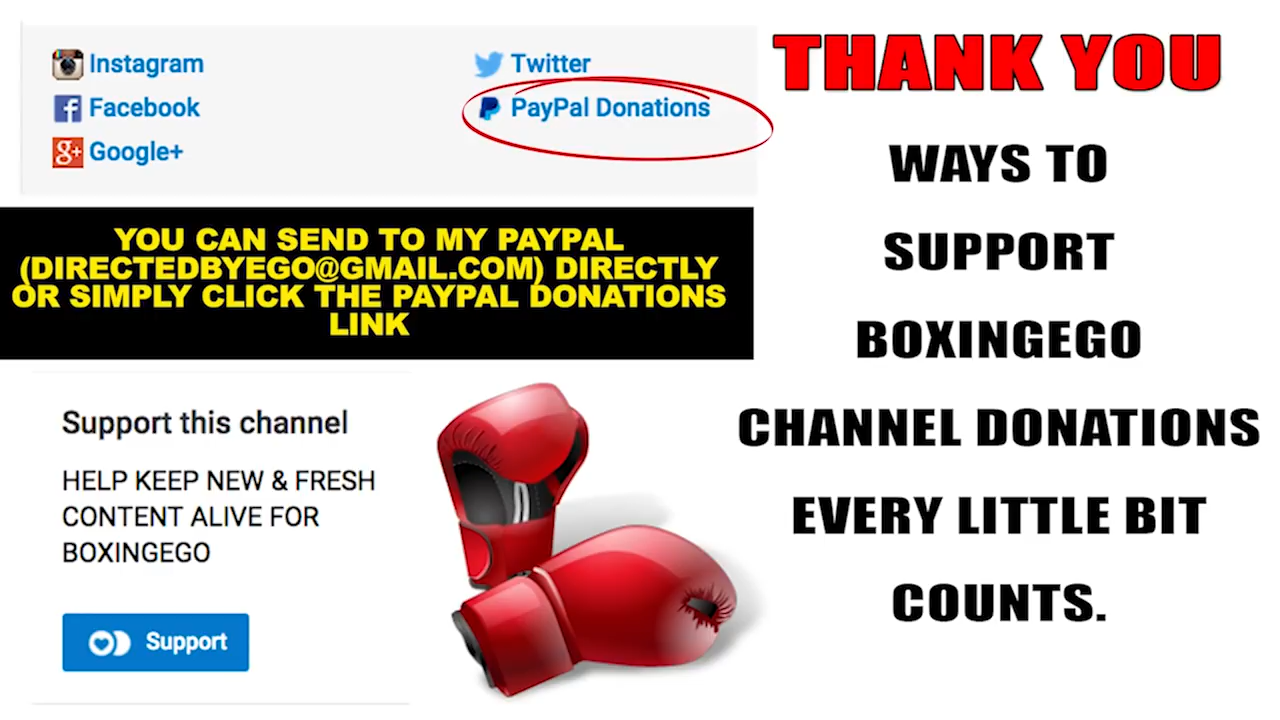 Instagram
Twitter
Facebook
PayPal Donations
Google+
YOU CAN SEND TO MY PAYPAL
(DIRECTEDBYEGO@GMAIL.COM) DIRECTLY
OR SIMPLY CLICK THE PAYPAL DONATIONS
LINK
Support this channel
HELP KEEP NEW & FRESH
CONTENT ALIVE FOR
BOXINGEGO
Support
THANK YOU
WAYS TO
SUPPORT
BOXINGEGO
CHANNEL DONATIONS
EVERY LITTLE BIT
COUNTS.